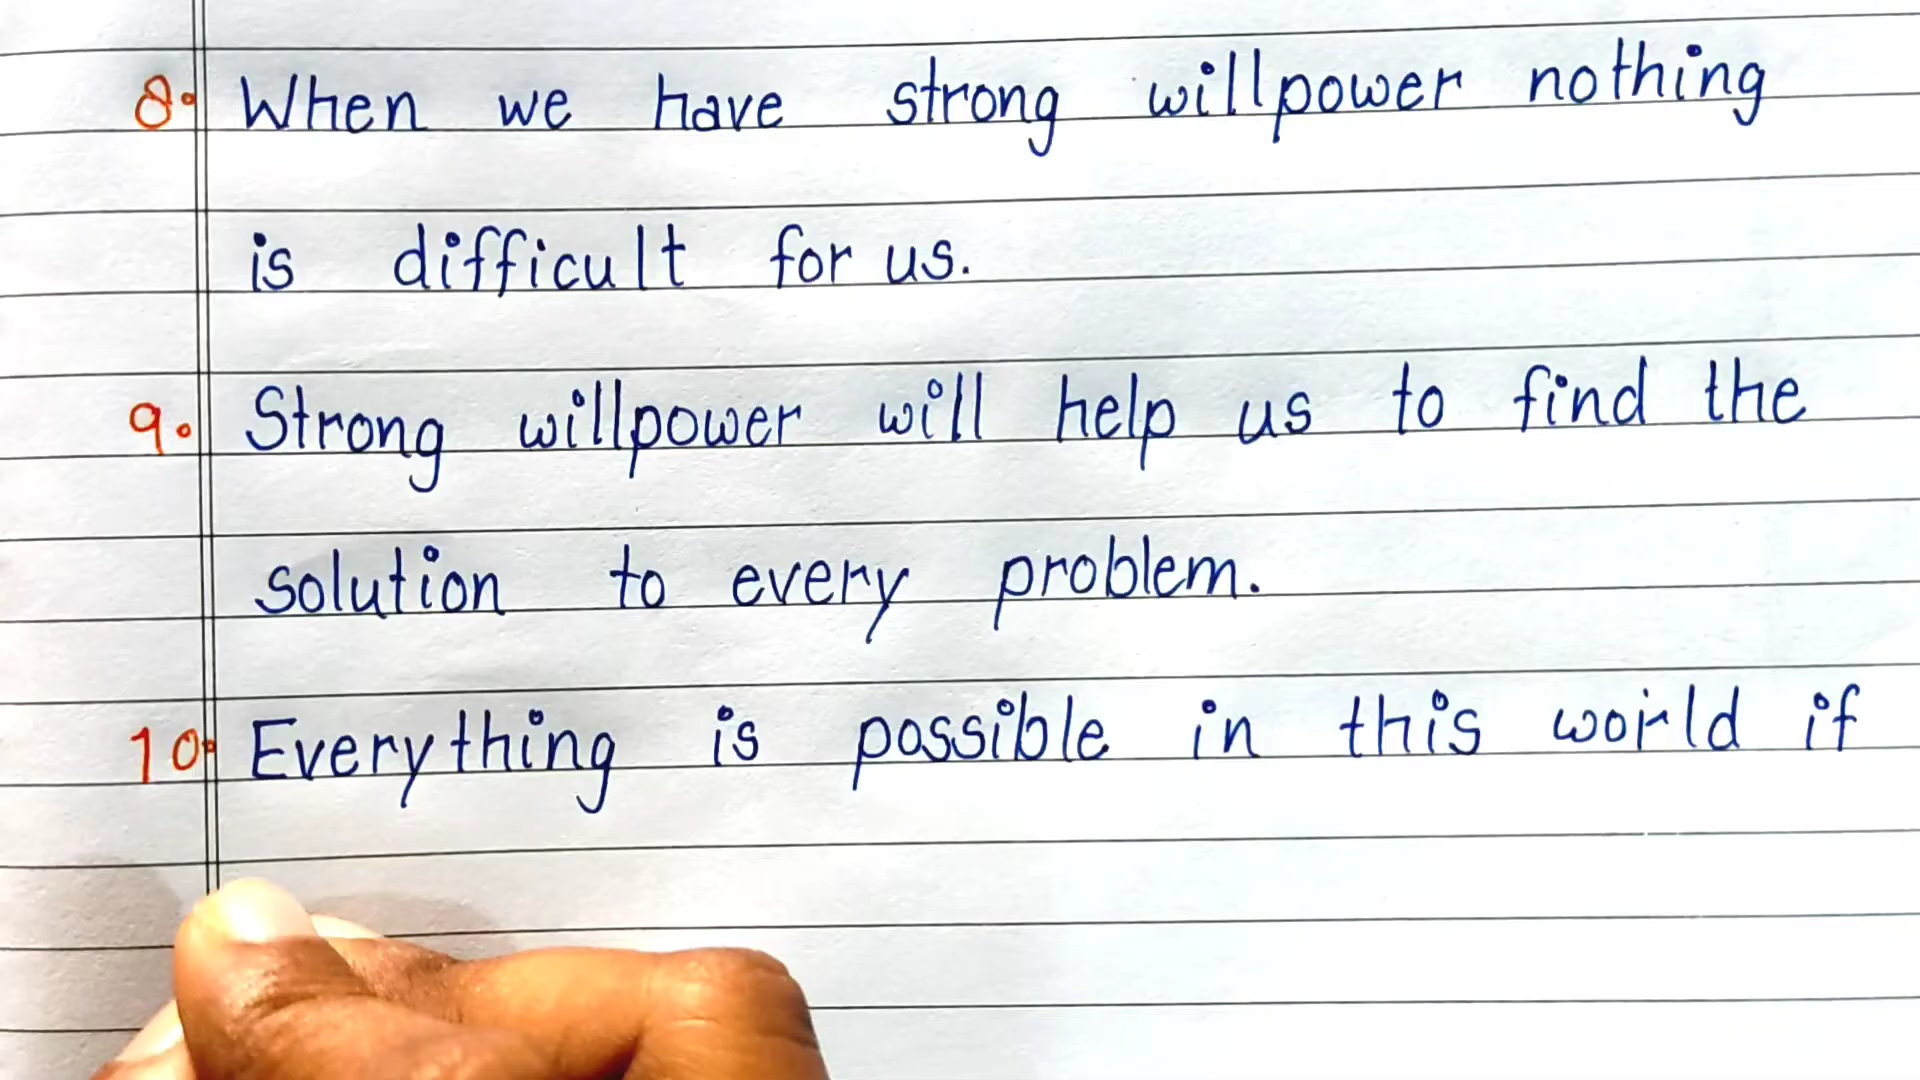 8. When we have strong willpower nothing
is difficult for us.
9. Strong willpower will help us to find the
solution to every problem.
10. Everything is possible in this world if